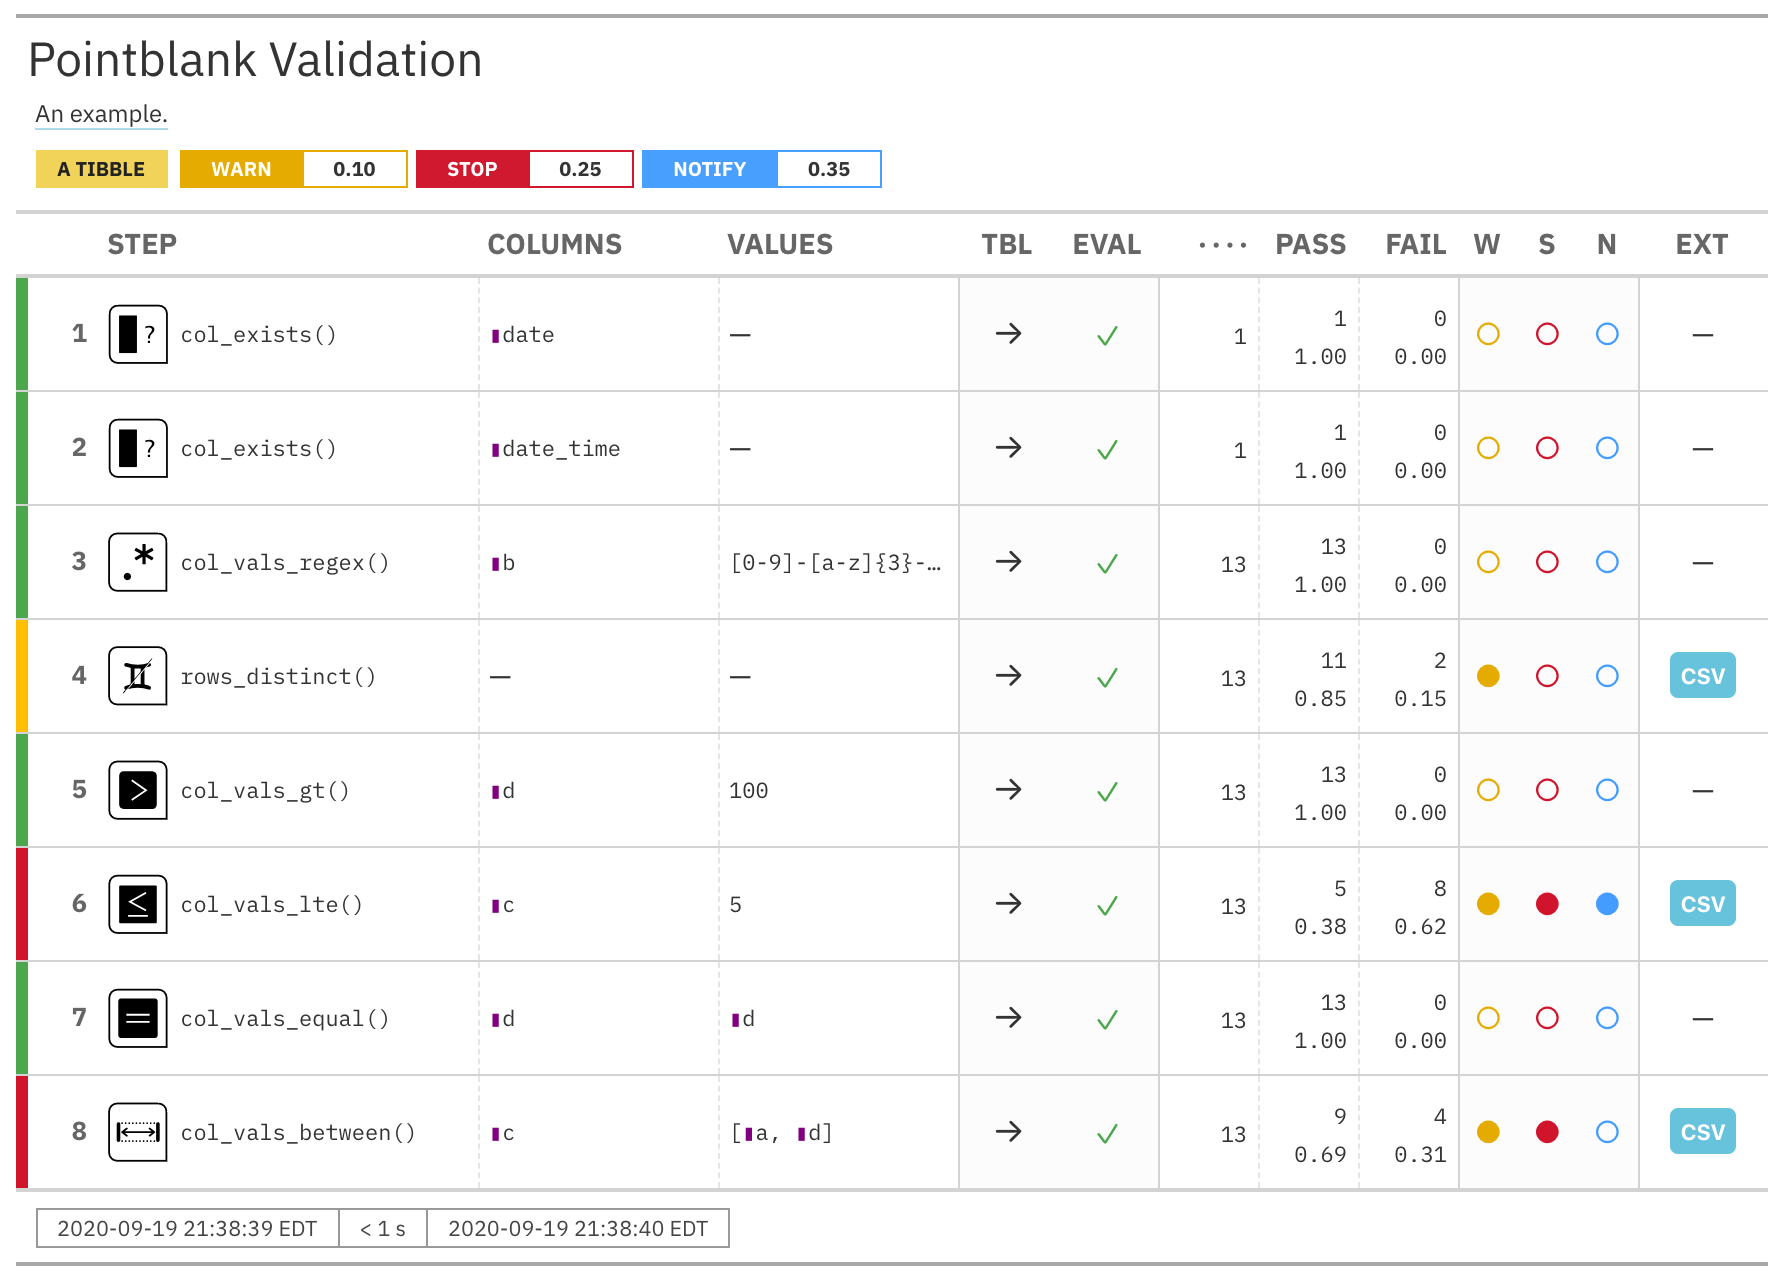 Pointblank Validation
An example.
A TIBBLE WARN 0.10 STOP 0.25 NOTIFY 0.35
STEP COLUMNS VALUES TBL EVAL ···· PASS FAIL W S N EXT
1 ? col_exists() date — → ✓ 1 1 0 —
1.00 0.00
2 ? col_exists() date_time — → ✓ 1 1 0 —
1.00 0.00
3 .* col_vals_regex() b [0-9]-[a-z]{3}-… → ✓ 13 13 0 —
1.00 0.00
4 rows_distinct() — — → ✓ 13 11 2 CSV
0.85 0.15
5 > col_vals_gt() d 100 → ✓ 13 13 0 —
1.00 0.00
6 ≤ col_vals_lte() c 5 → ✓ 13 5 8 CSV
0.38 0.62
7 = col_vals_equal() d d → ✓ 13 13 0 —
1.00 0.00
8 col_vals_between() c [a, d] → ✓ 13 9 4 CSV
0.69 0.31
2020-09-19 21:38:39 EDT < 1 s 2020-09-19 21:38:40 EDT